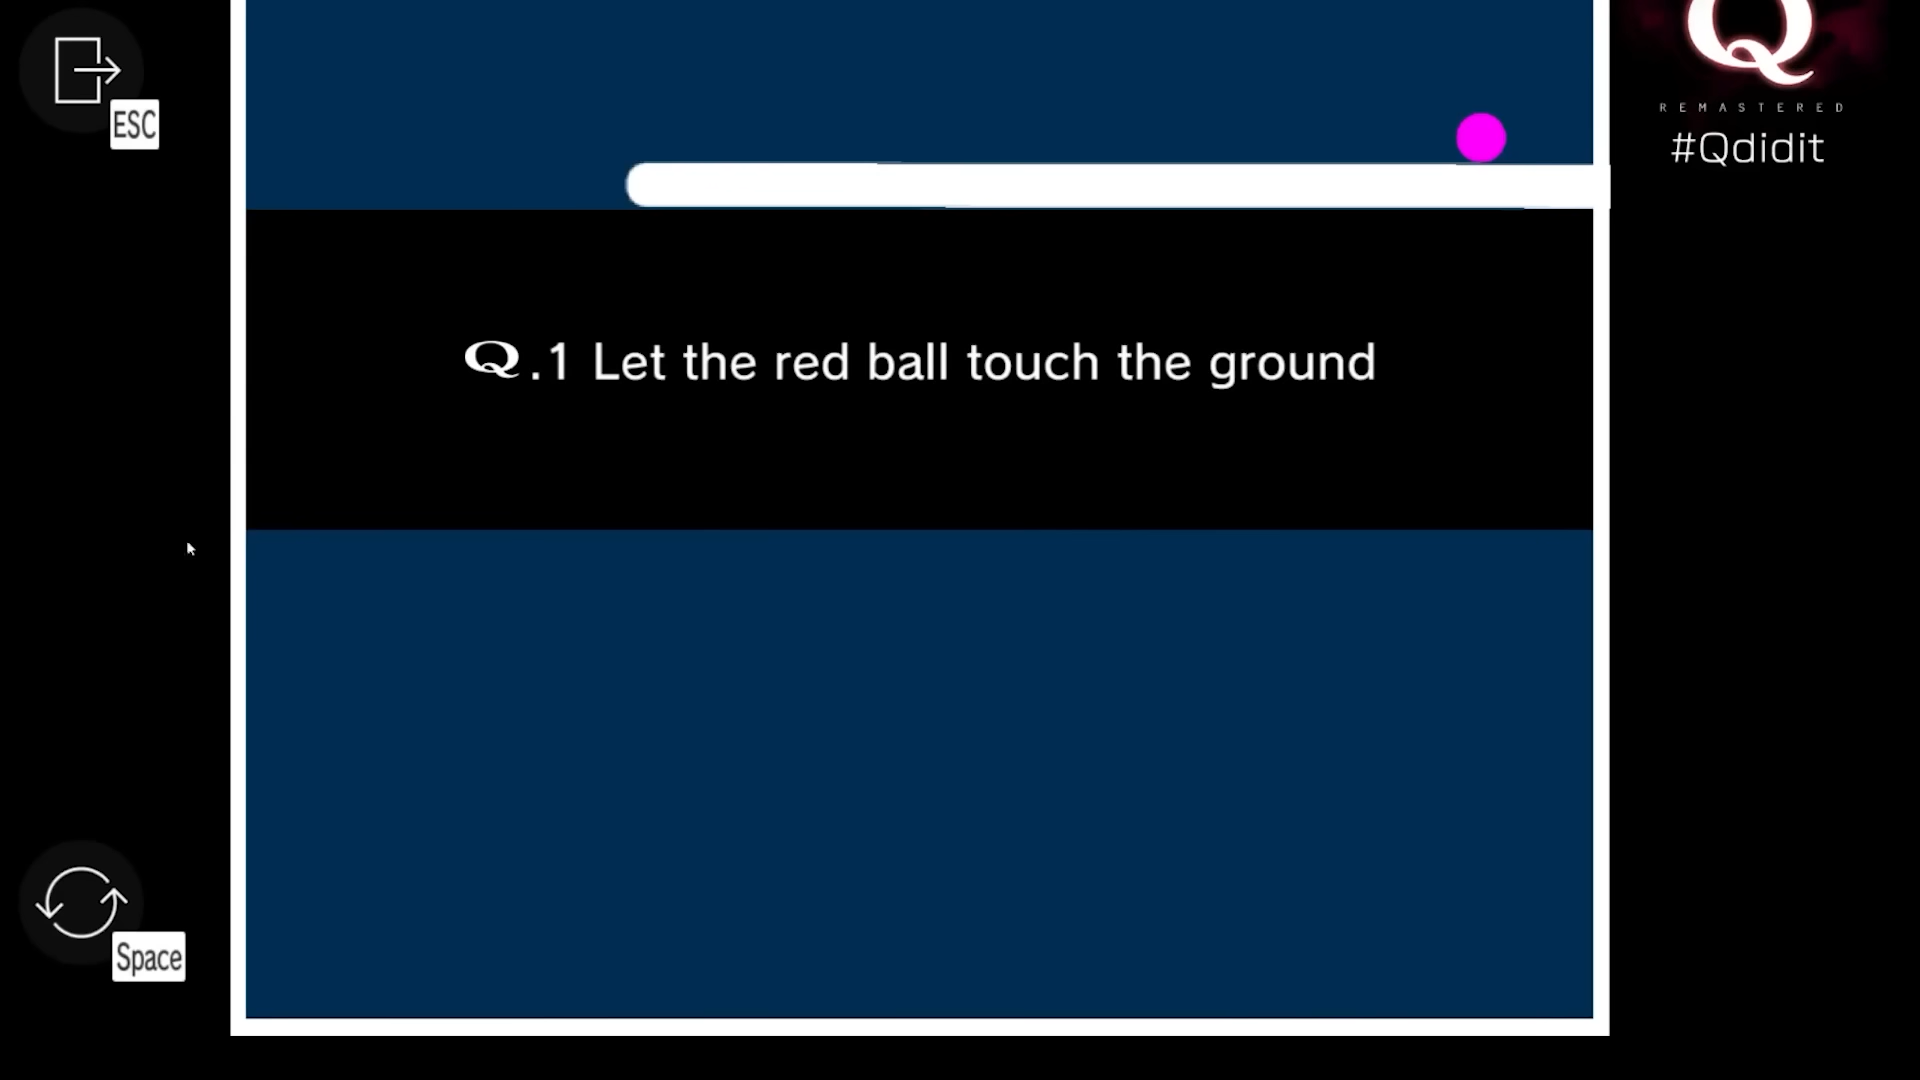 ESC
Q
REMASTERED
#Qdidit
Q.1 Let the red ball touch the ground
Space